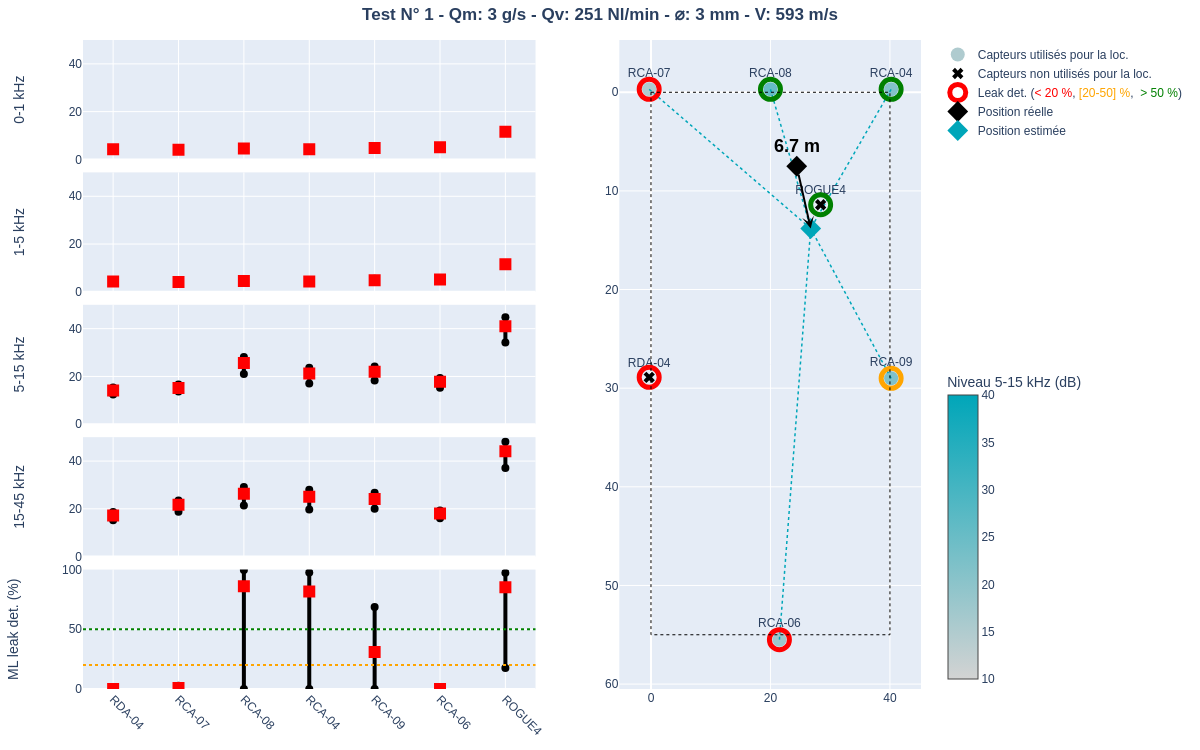 Test N° 1 - Qm: 3 g/s - Qv: 251 Nl/min - ⌀: 3 mm - V: 593 m/s
0-1 kHz
40
20
0
1-5 kHz
40
20
0
5-15 kHz
40
20
0
15-45 kHz
40
20
0
ML leak det. (%)
100
50
0
RDA-04
RCA-07
RCA-08
RCA-04
RCA-09
RCA-06
ROGUE4
RCA-07
RCA-08
RCA-04
6.7 m
ROGUE4
RDA-04
RCA-09
RCA-06
0
10
20
30
40
50
60
0
20
40
Capteurs utilisés pour la loc.
Capteurs non utilisés pour la loc.
Leak det. (< 20 %, [20-50] %, > 50 %)
Position réelle
Position estimée
Niveau 5-15 kHz (dB)
40
35
30
25
20
15
10